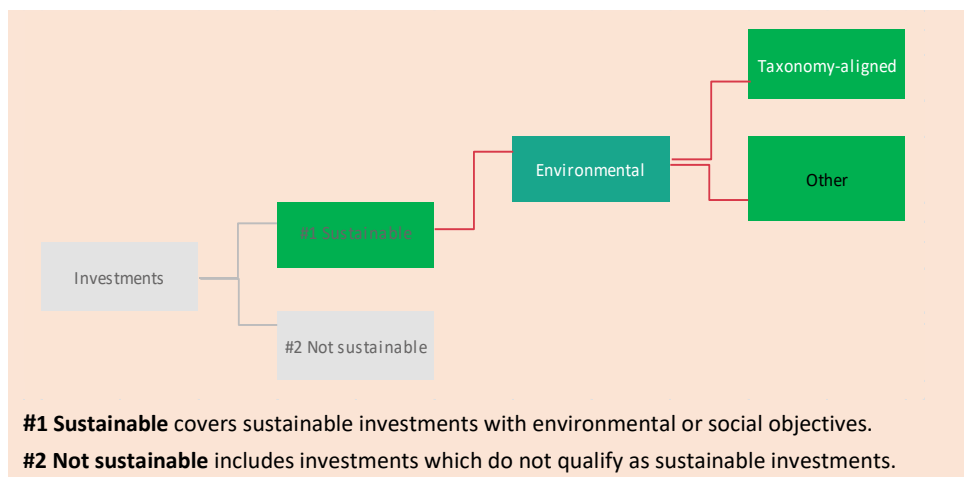 Taxonomy-aligned
Environmental
Other
#1 Sustainable
Investments
#2 Not sustainable
#1 Sustainable covers sustainable investments with environmental or social objectives.
#2 Not sustainable includes investments which do not qualify as sustainable investments.